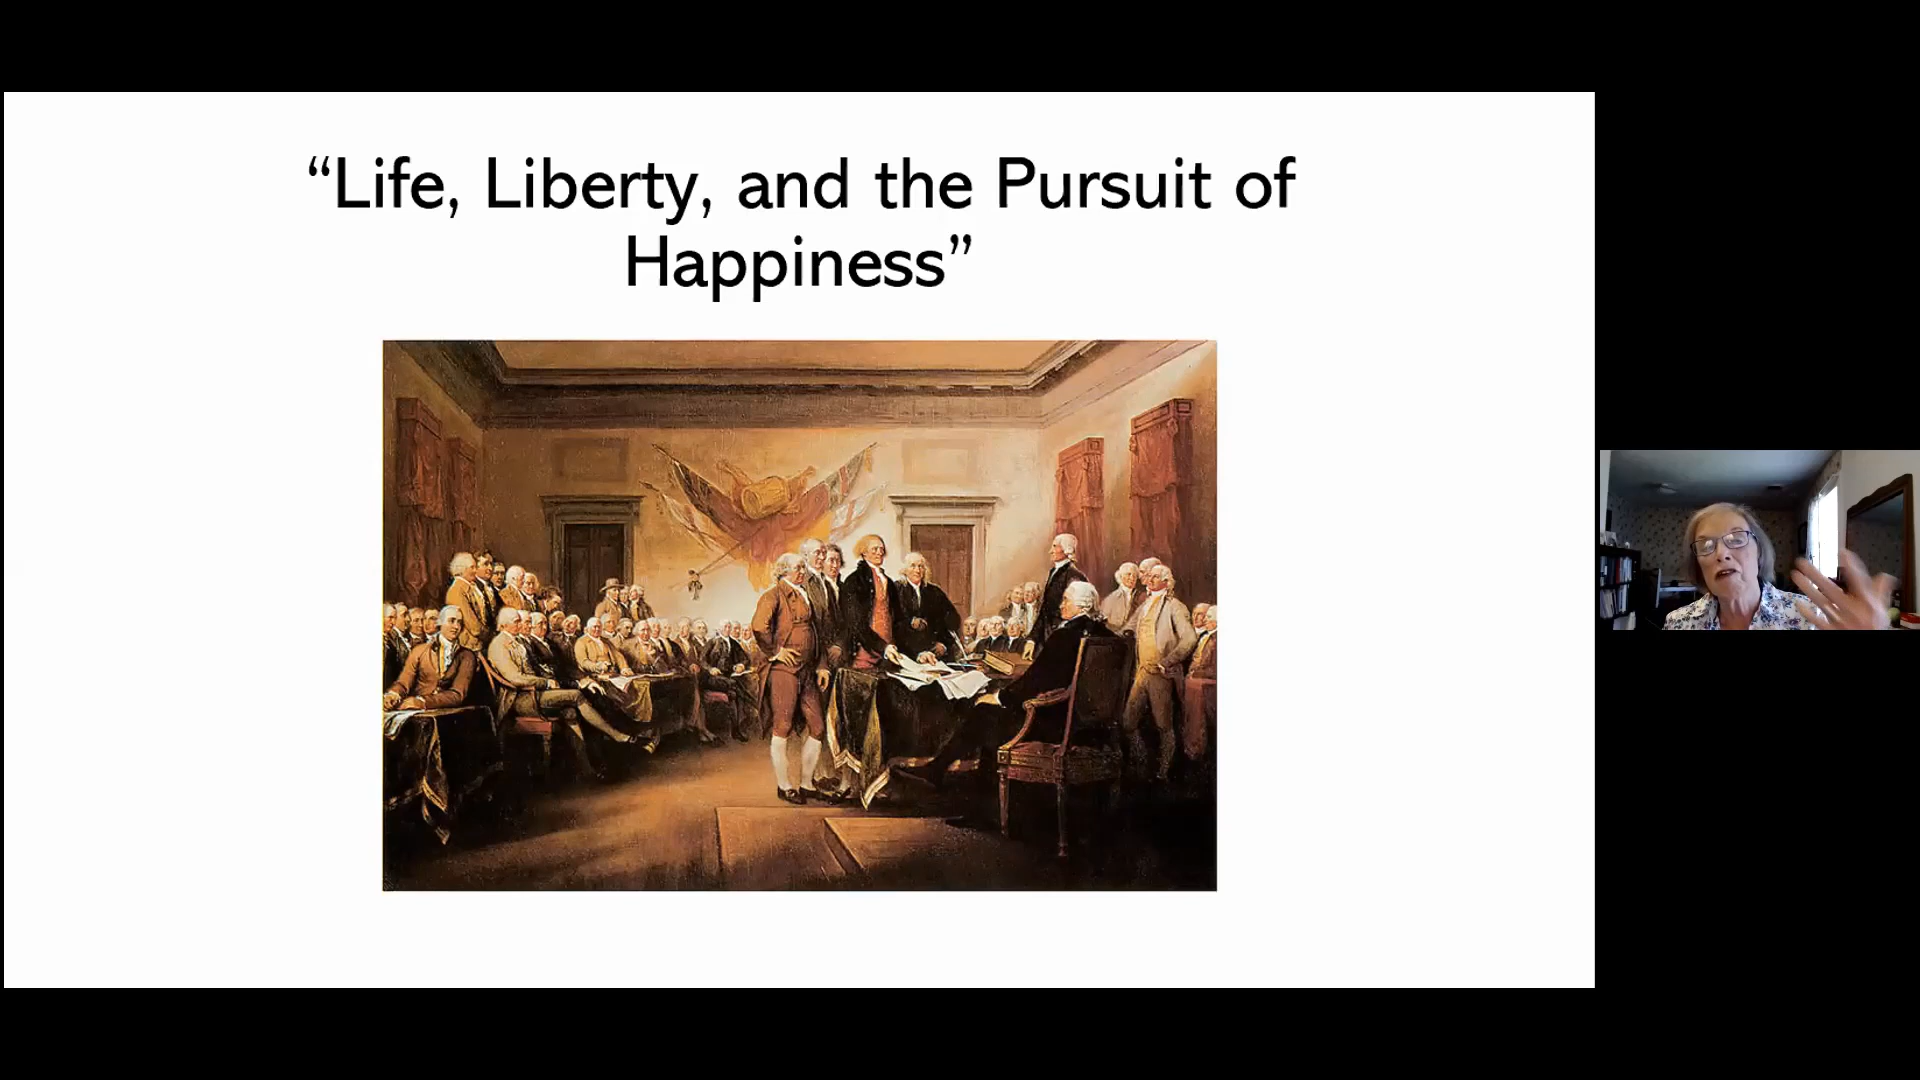 “Life, Liberty, and the Pursuit of
Happiness”